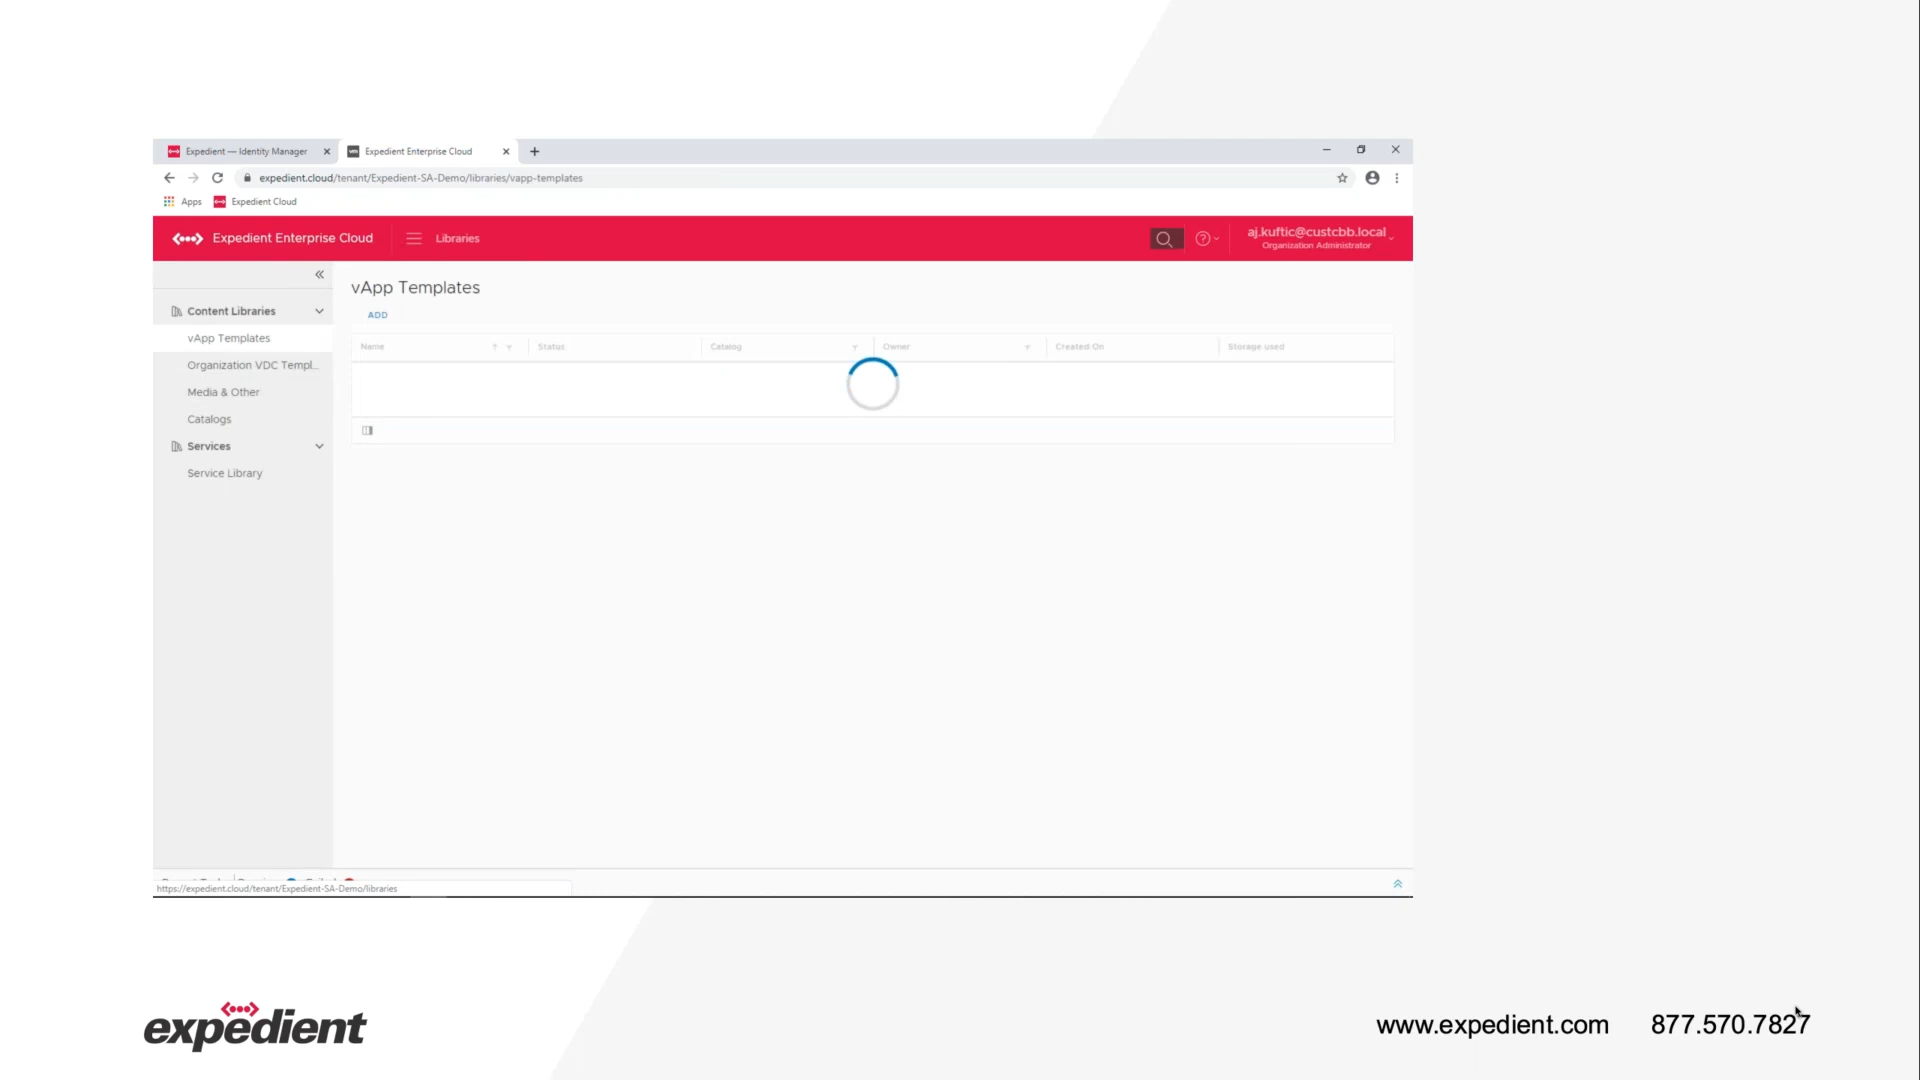 Expedient — Identity Manager
Expedient Enterprise Cloud
expedient.cloud/tenant/Expedient-SA-Demo/libraries/vapp-templates
Apps
Expedient Cloud
Expedient Enterprise Cloud
Libraries
aj.kuftic@custcbb.local
Organization Administrator
vApp Templates
ADD
Content Libraries
vApp Templates
Organization VDC Templ...
Media & Other
Catalogs
Services
Service Library
Name
Status
Catalog
Owner
Created On
Storage used
https://expedient.cloud/tenant/Expedient-SA-Demo/libraries
expedient
www.expedient.com
877.570.7827